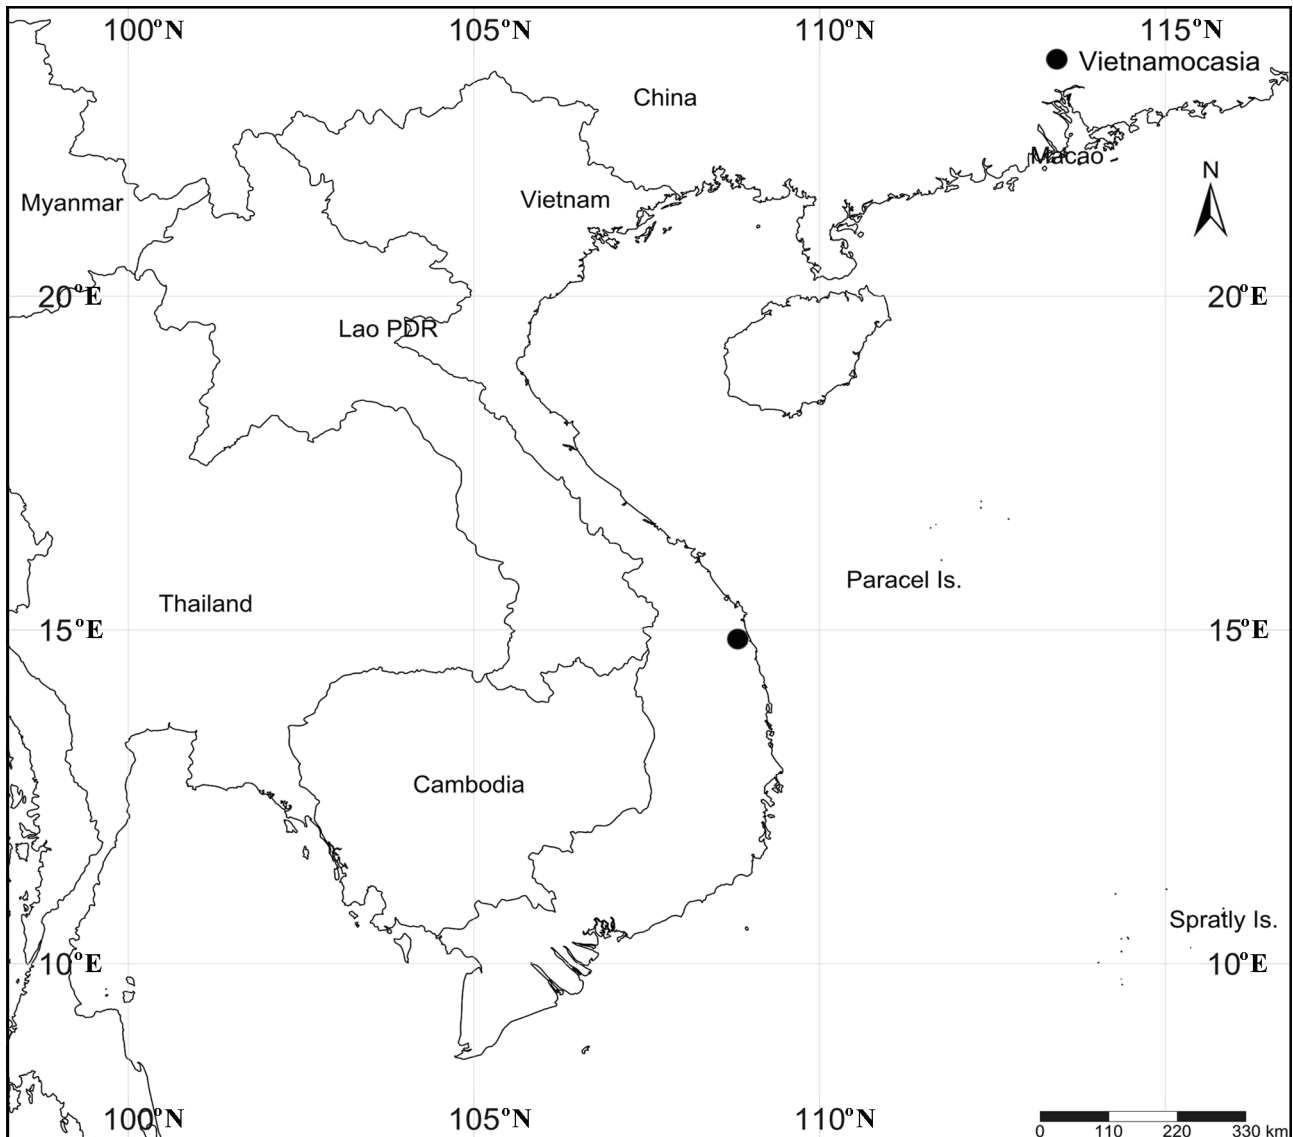 100°N 105°N 110°N 115°N
Vietnamocasia
China
Macao
N
Myanmar
Vietnam
20°E 20°E
Lao PDR
Paracel Is.
Thailand
15°E 15°E
Cambodia
Spratly Is.
10°E 10°E
100°N 105°N 110°N
0 110 220 330 km